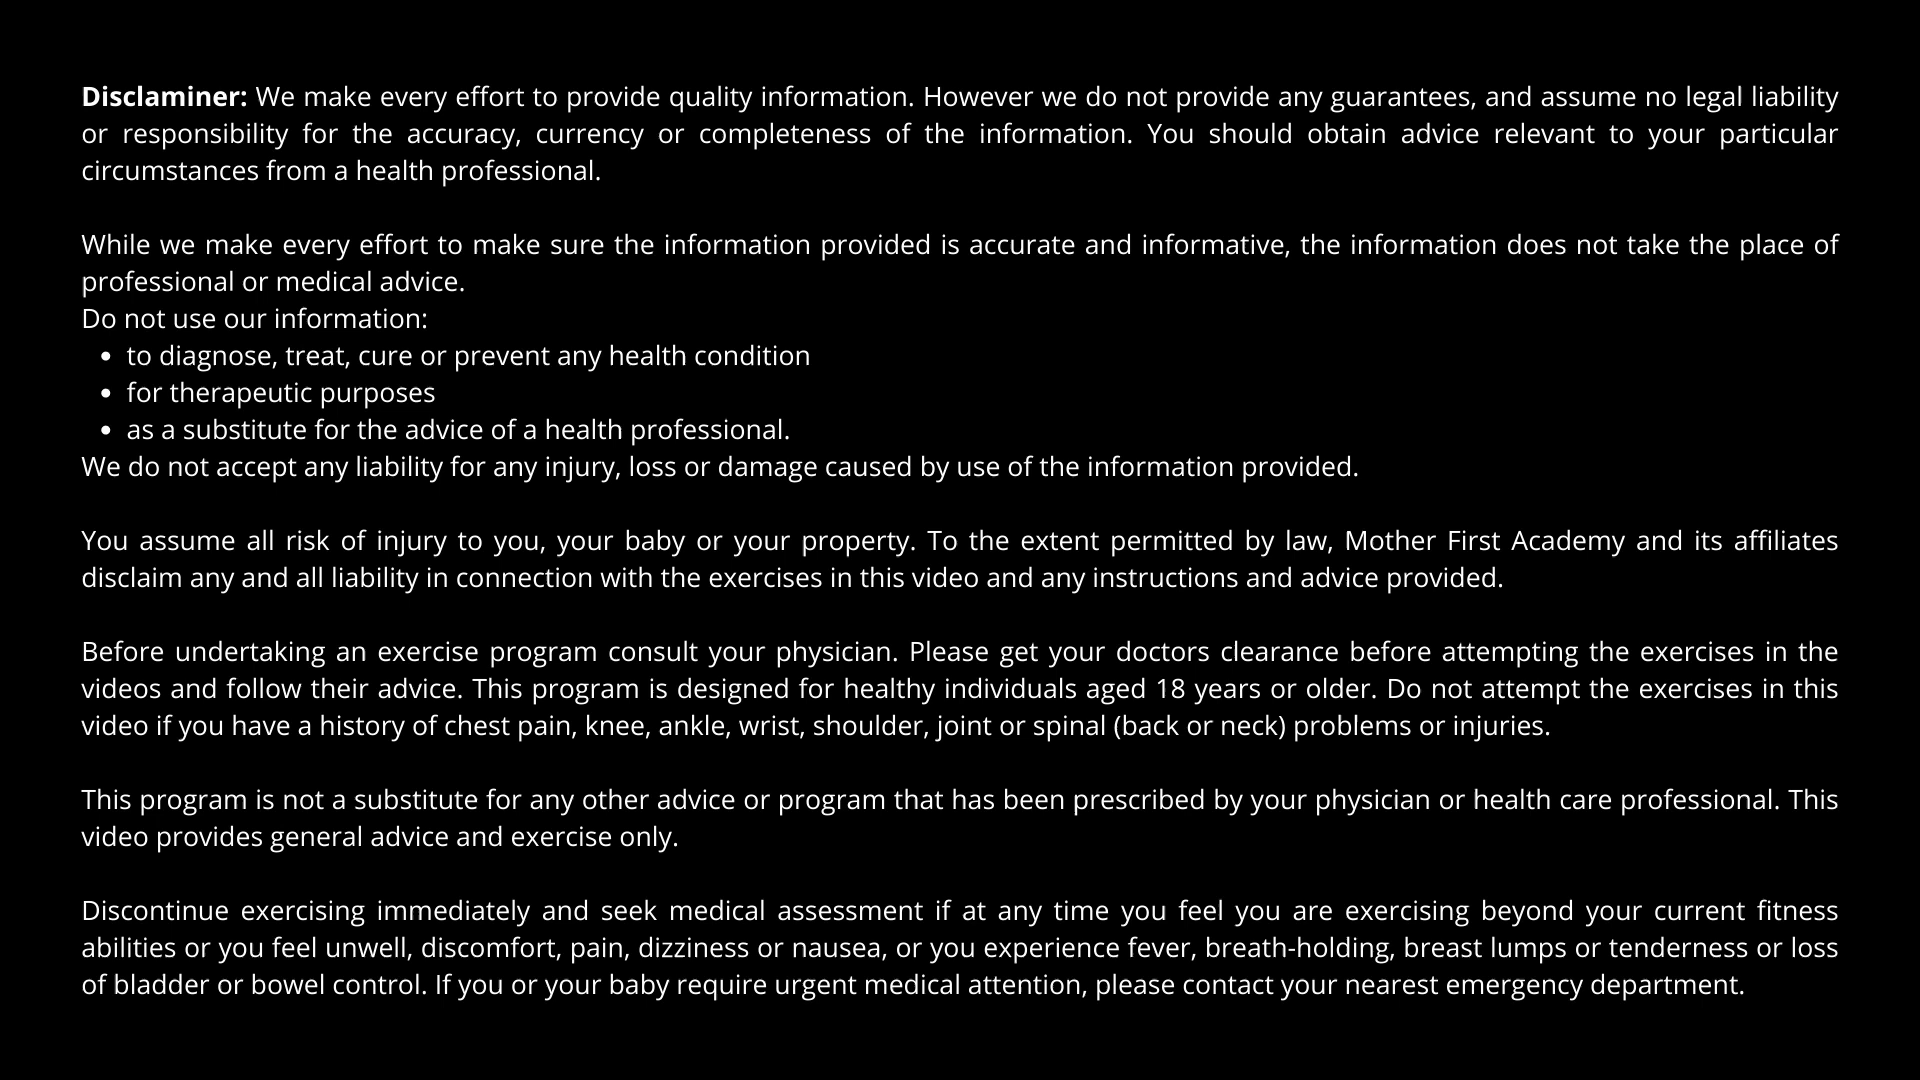 Disclaminer: We make every effort to provide quality information. However we do not provide any guarantees, and assume no legal liability
or responsibility for the accuracy, currency or completeness of the information. You should obtain advice relevant to your particular
circumstances from a health professional.
While we make every effort to make sure the information provided is accurate and informative, the information does not take the place of
professional or medical advice.
Do not use our information:
• to diagnose, treat, cure or prevent any health condition
• for therapeutic purposes
• as a substitute for the advice of a health professional.
We do not accept any liability for any injury, loss or damage caused by use of the information provided.
You assume all risk of injury to you, your baby or your property. To the extent permitted by law, Mother First Academy and its affiliates
disclaim any and all liability in connection with the exercises in this video and any instructions and advice provided.
Before undertaking an exercise program consult your physician. Please get your doctors clearance before attempting the exercises in the
videos and follow their advice. This program is designed for healthy individuals aged 18 years or older. Do not attempt the exercises in this
video if you have a history of chest pain, knee, ankle, wrist, shoulder, joint or spinal (back or neck) problems or injuries.
This program is not a substitute for any other advice or program that has been prescribed by your physician or health care professional. This
video provides general advice and exercise only.
Discontinue exercising immediately and seek medical assessment if at any time you feel you are exercising beyond your current fitness
abilities or you feel unwell, discomfort, pain, dizziness or nausea, or you experience fever, breath-holding, breast lumps or tenderness or loss
of bladder or bowel control. If you or your baby require urgent medical attention, please contact your nearest emergency department.